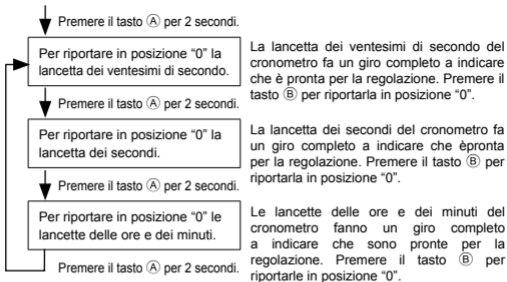 Premere il tasto Ⓐ per 2 secondi.
Per riportare in posizione “0” la
lancetta dei ventesimi di secondo.
La lancetta dei ventesimi di secondo del
cronometro fa un giro completo a indicare
che è pronta per la regolazione. Premere il
tasto Ⓑ per riportarla in posizione “0”.
Premere il tasto Ⓐ per 2 secondi.
Per riportare in posizione “0” la
lancetta dei secondi.
La lancetta dei secondi del cronometro fa
un giro completo a indicare che èpronta
per la regolazione. Premere il tasto Ⓑ per
riportarla in posizione “0”.
Premere il tasto Ⓐ per 2 secondi.
Per riportare in posizione “0” le
lancette delle ore e dei minuti.
Le lancette delle ore e dei minuti del
cronometro fanno un giro completo
a indicare che sono pronte per la
regolazione. Premere il tasto Ⓑ per
riportarle in posizione “0”.
Premere il tasto Ⓐ per 2 secondi.